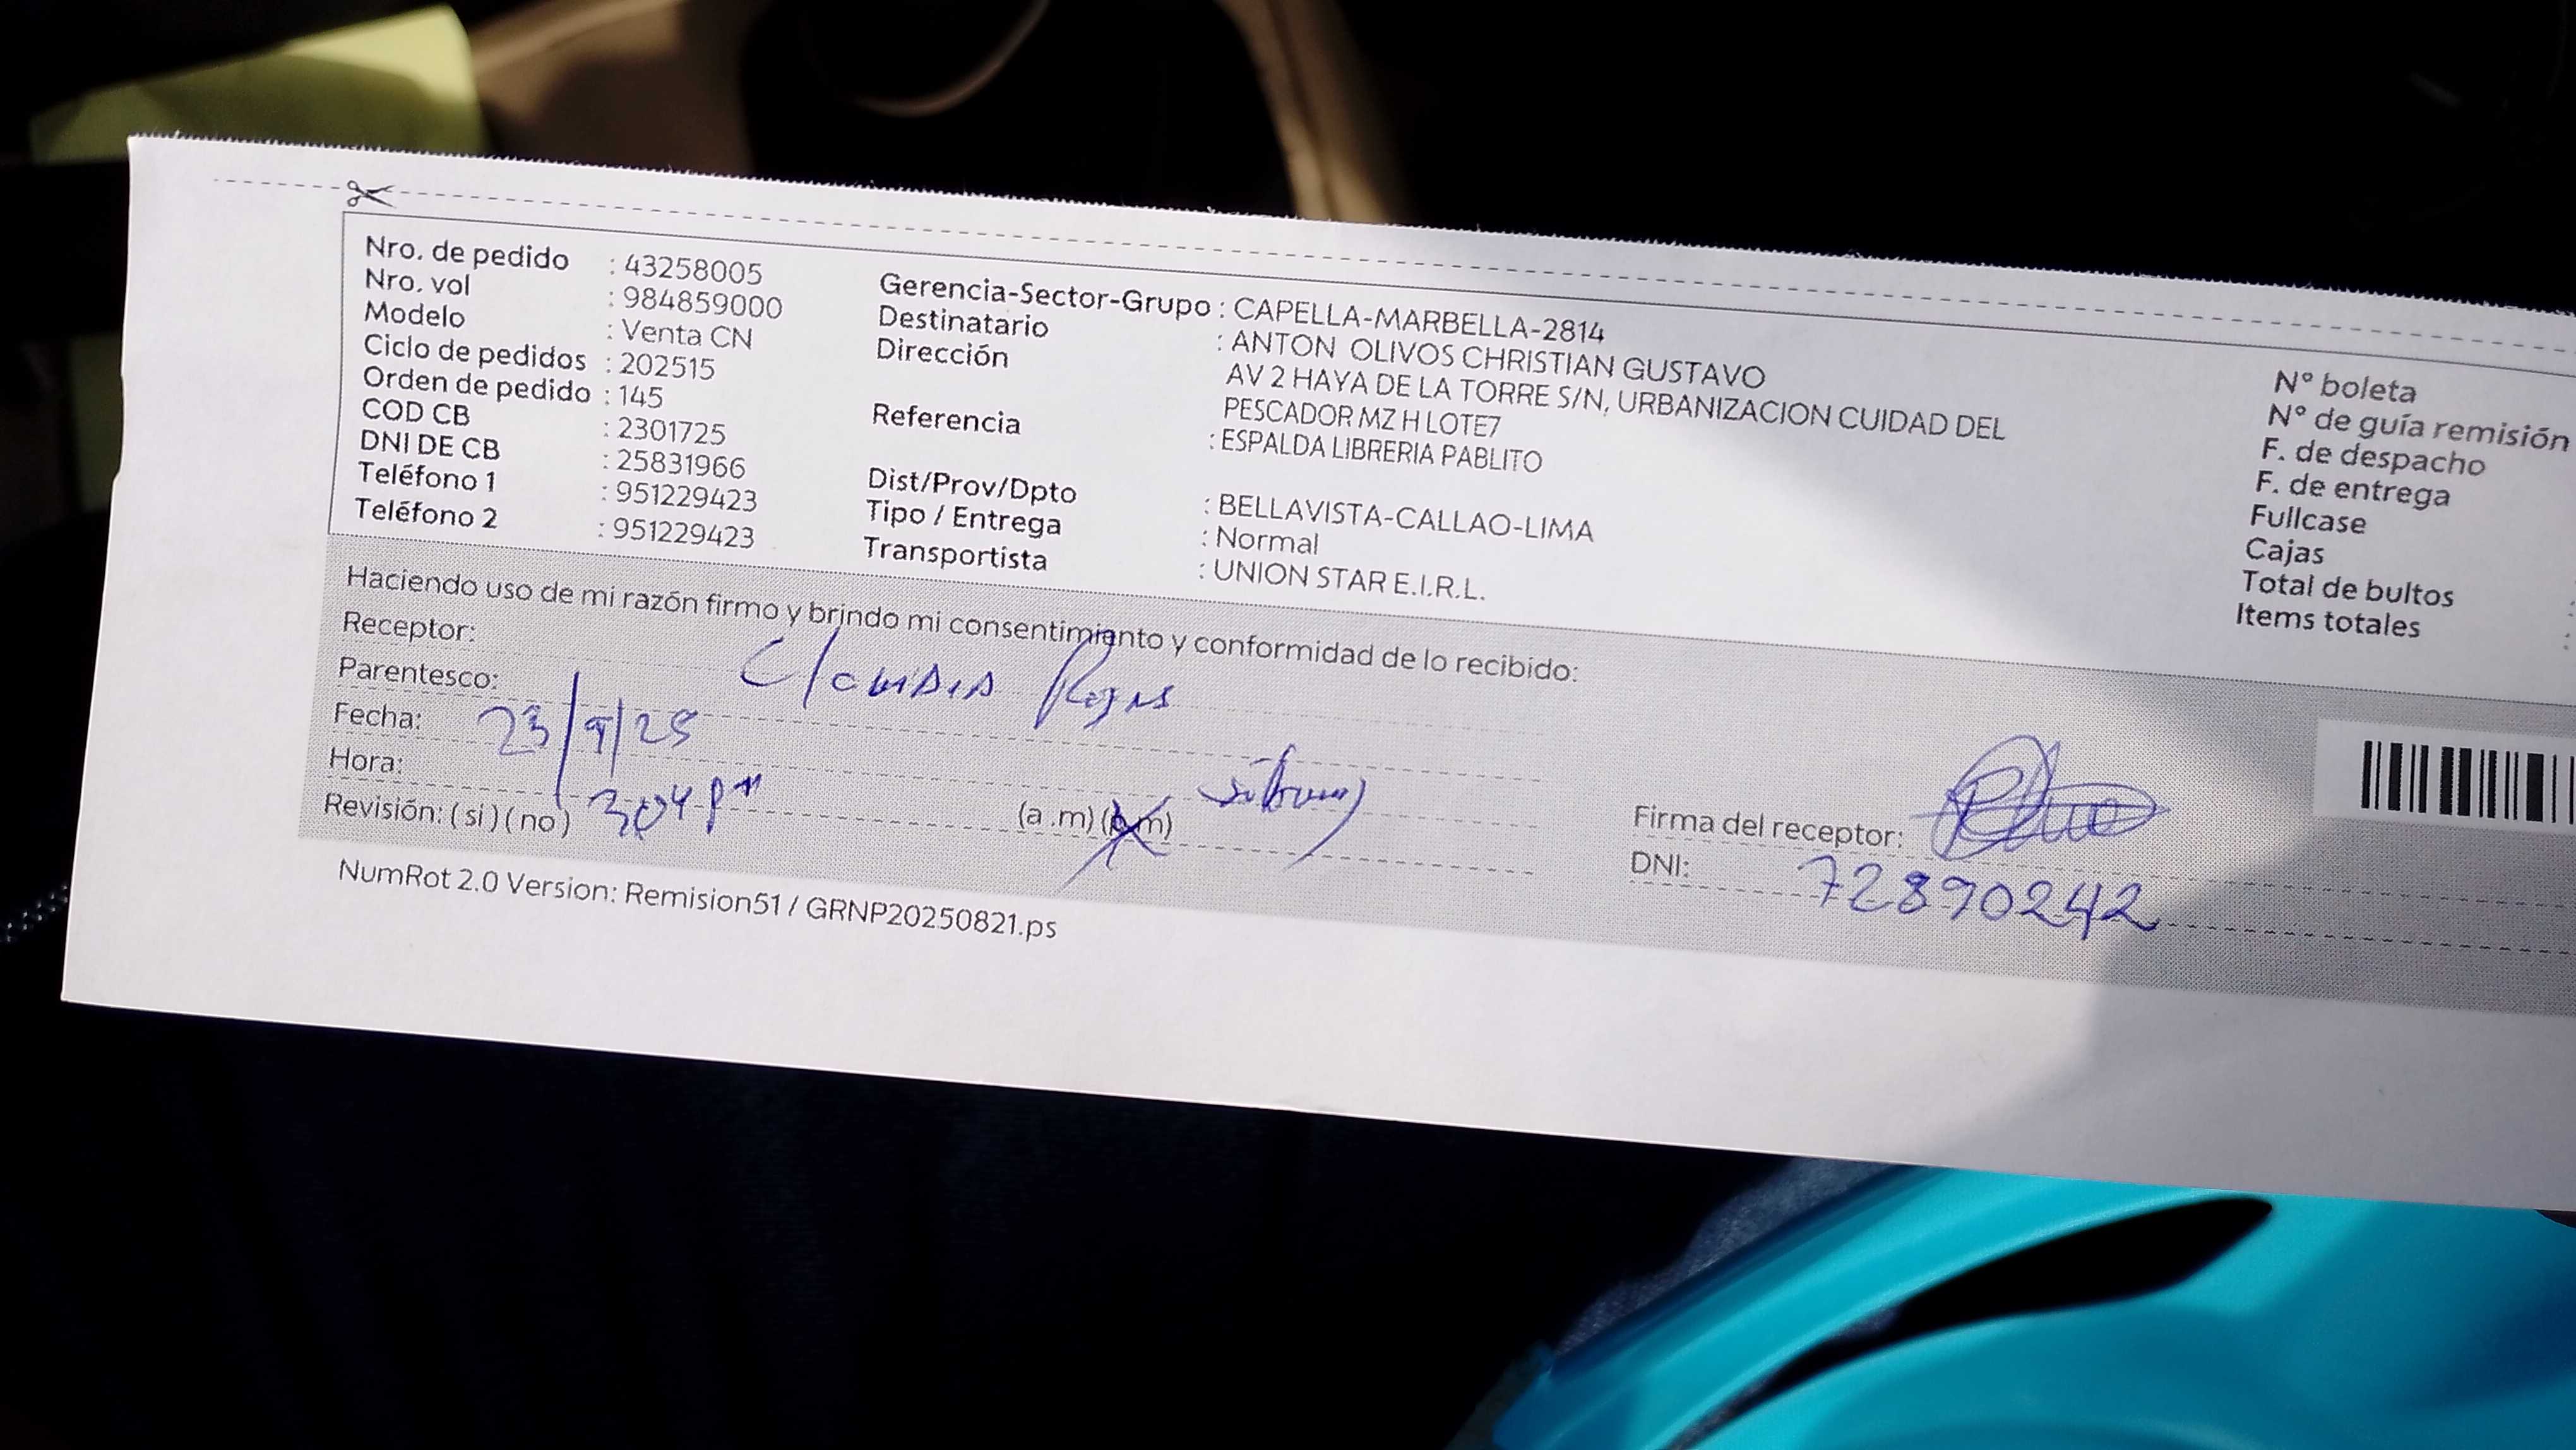 Nro. de pedido : 43258005
Nro. vol : 984859000
Modelo : Venta CN
Ciclo de pedidos : 202515
Orden de pedido : 145
COD CB : 2301725
DNI DE CB : 25831966
Teléfono 1 : 951229423
Teléfono 2 : 951229423
Gerencia-Sector-Grupo : CAPELLA-MARBELLA-2814
Destinatario : ANTON OLIVOS CHRISTIAN GUSTAVO
Dirección AV 2 HAYA DE LA TORRE S/N, URBANIZACION CUIDAD DEL
PESCADOR MZ H LOTE7
Referencia : ESPALDA LIBRERIA PABLITO
Dist/Prov/Dpto : BELLAVISTA-CALLAO-LIMA
Tipo / Entrega : Normal
Transportista : UNION STAR E.I.R.L.
N° boleta
N° de guía remisión
F. de despacho
F. de entrega
Fullcase
Cajas
Total de bultos :
Items totales :
Haciendo uso de mi razón firmo y brindo mi consentimiento y conformidad de lo recibido:
Receptor: Claudia Rojas
Parentesco:
Fecha: 23/9/25
Hora: 3:04 pm (a .m) (p.m)
Revisión: ( si ) ( no )
Firma del receptor:
DNI: 72890242
NumRot 2.0 Version: Remision51 / GRNP20250821.ps